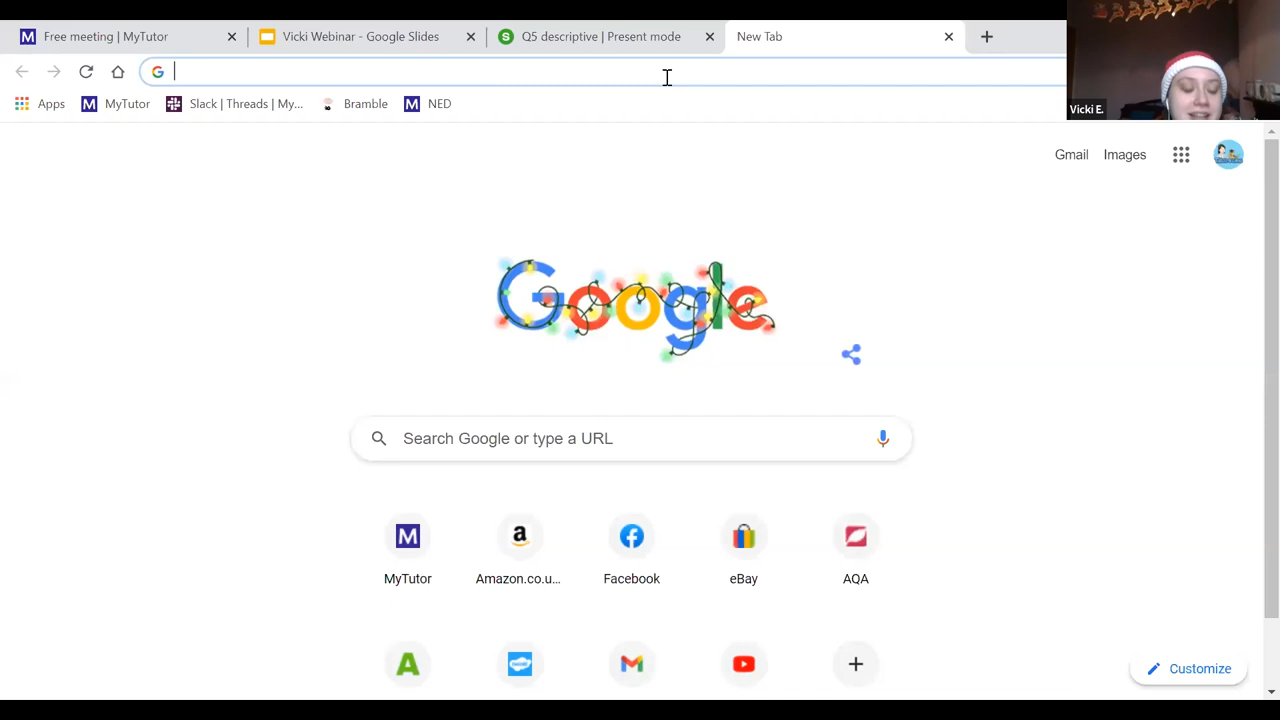 Free meeting | MyTutor
Vicki Webinar - Google Slides
Q5 descriptive | Present mode
New Tab
Apps
MyTutor
Slack | Threads | My...
Bramble
NED
Vicki E.
Gmail
Images
Google
Search Google or type a URL
MyTutor
Amazon.co.u...
Facebook
eBay
AQA
Customize